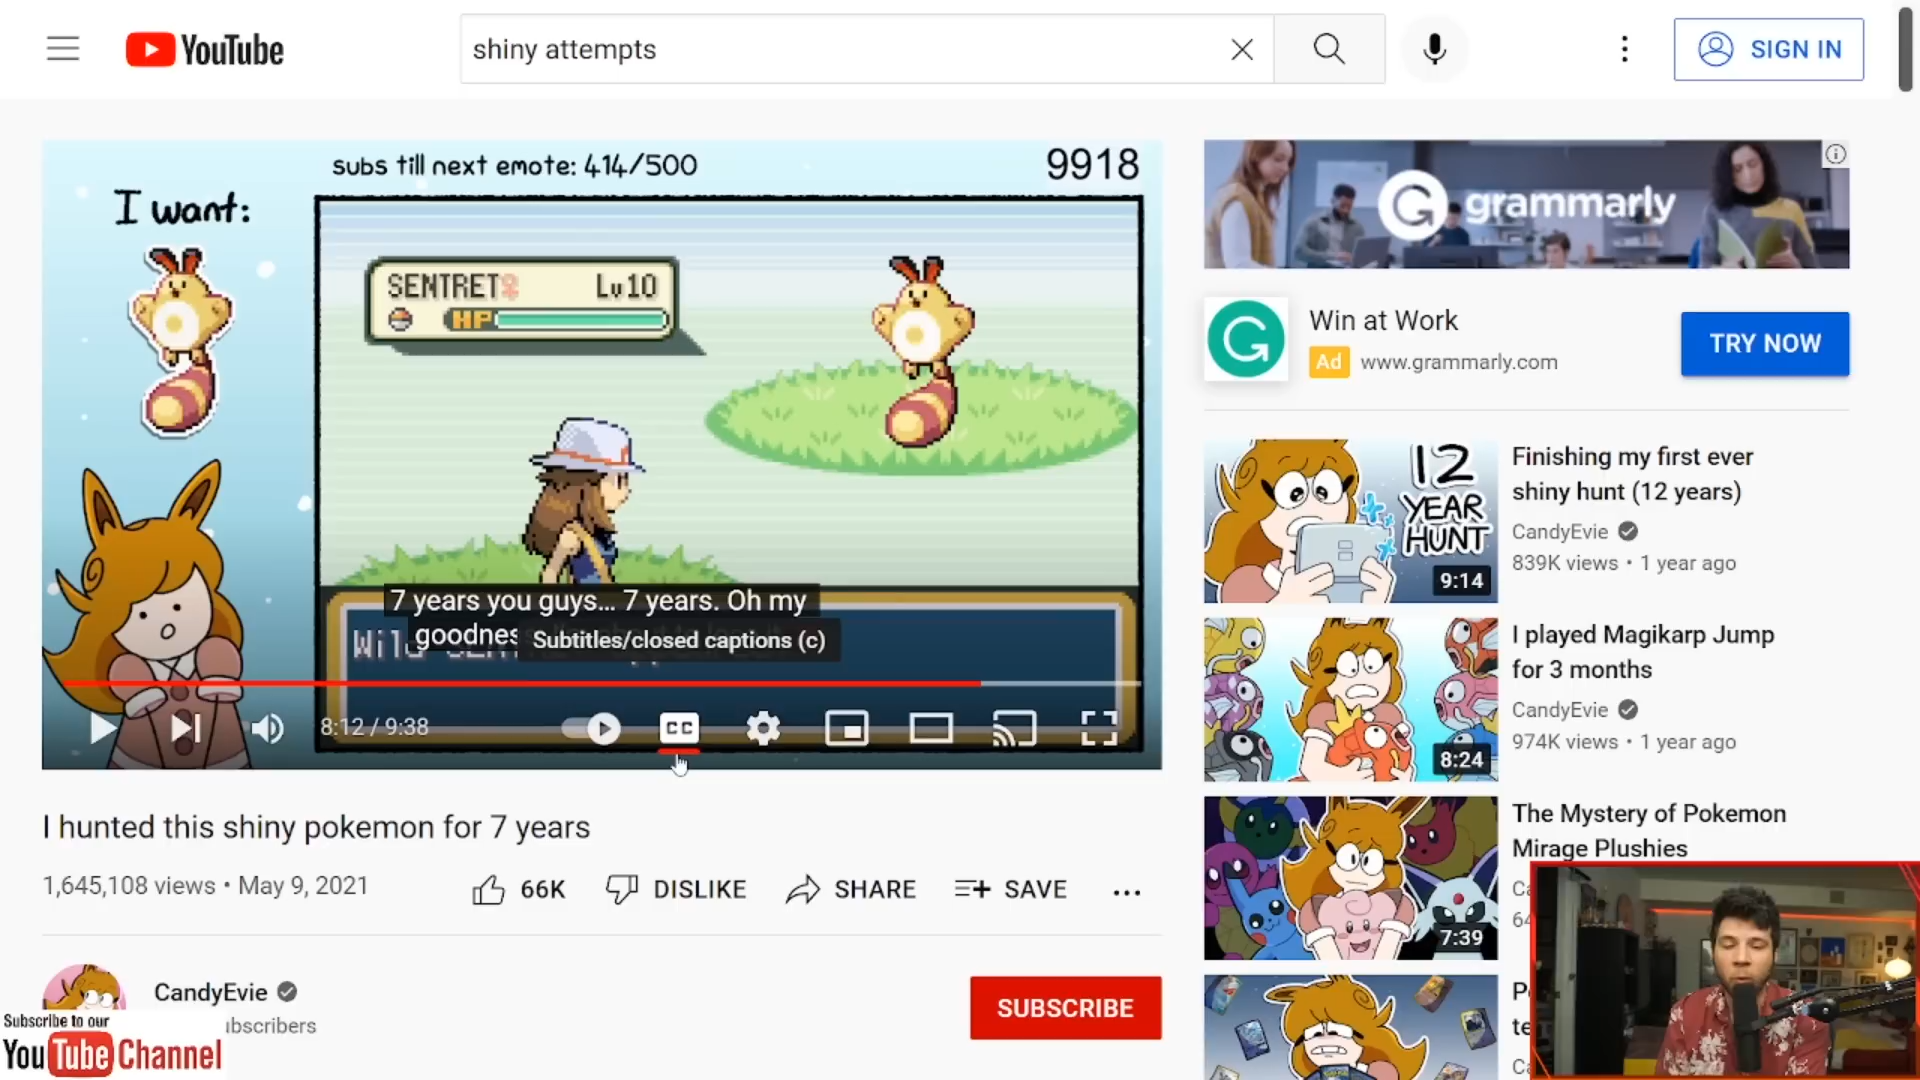 YouTube
shiny attempts
SIGN IN
subs till next emote: 414/500
9918
I want:
SENTRET♀ Lv10
HP
7 years you guys... 7 years. Oh my
goodnes
Wild
Subtitles/closed captions (c)
8:12 / 9:38
CC
I hunted this shiny pokemon for 7 years
1,645,108 views • May 9, 2021
66K
DISLIKE
SHARE
SAVE
CandyEvie
SUBSCRIBE
Subscribe to our
YouTube Channel
grammarly
Win at Work
Ad www.grammarly.com
TRY NOW
12
YEAR
HUNT
9:14
Finishing my first ever
shiny hunt (12 years)
CandyEvie
839K views • 1 year ago
8:24
I played Magikarp Jump
for 3 months
CandyEvie
974K views • 1 year ago
7:39
The Mystery of Pokemon
Mirage Plushies